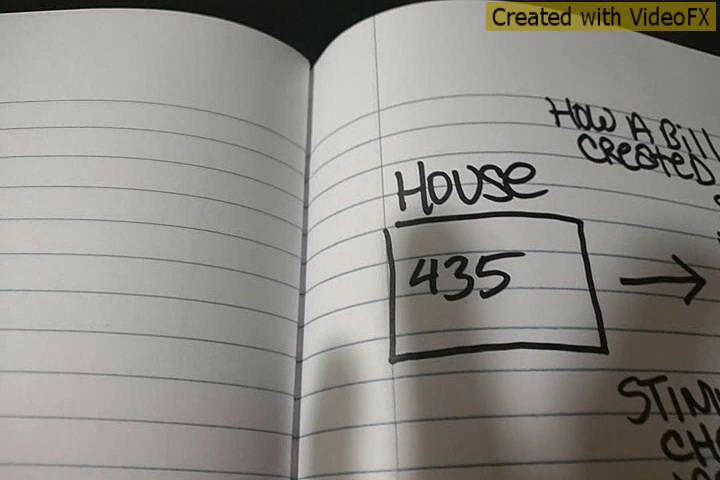 Created with VideoFX
HOW A Bill
CREATED
HOUSE
435